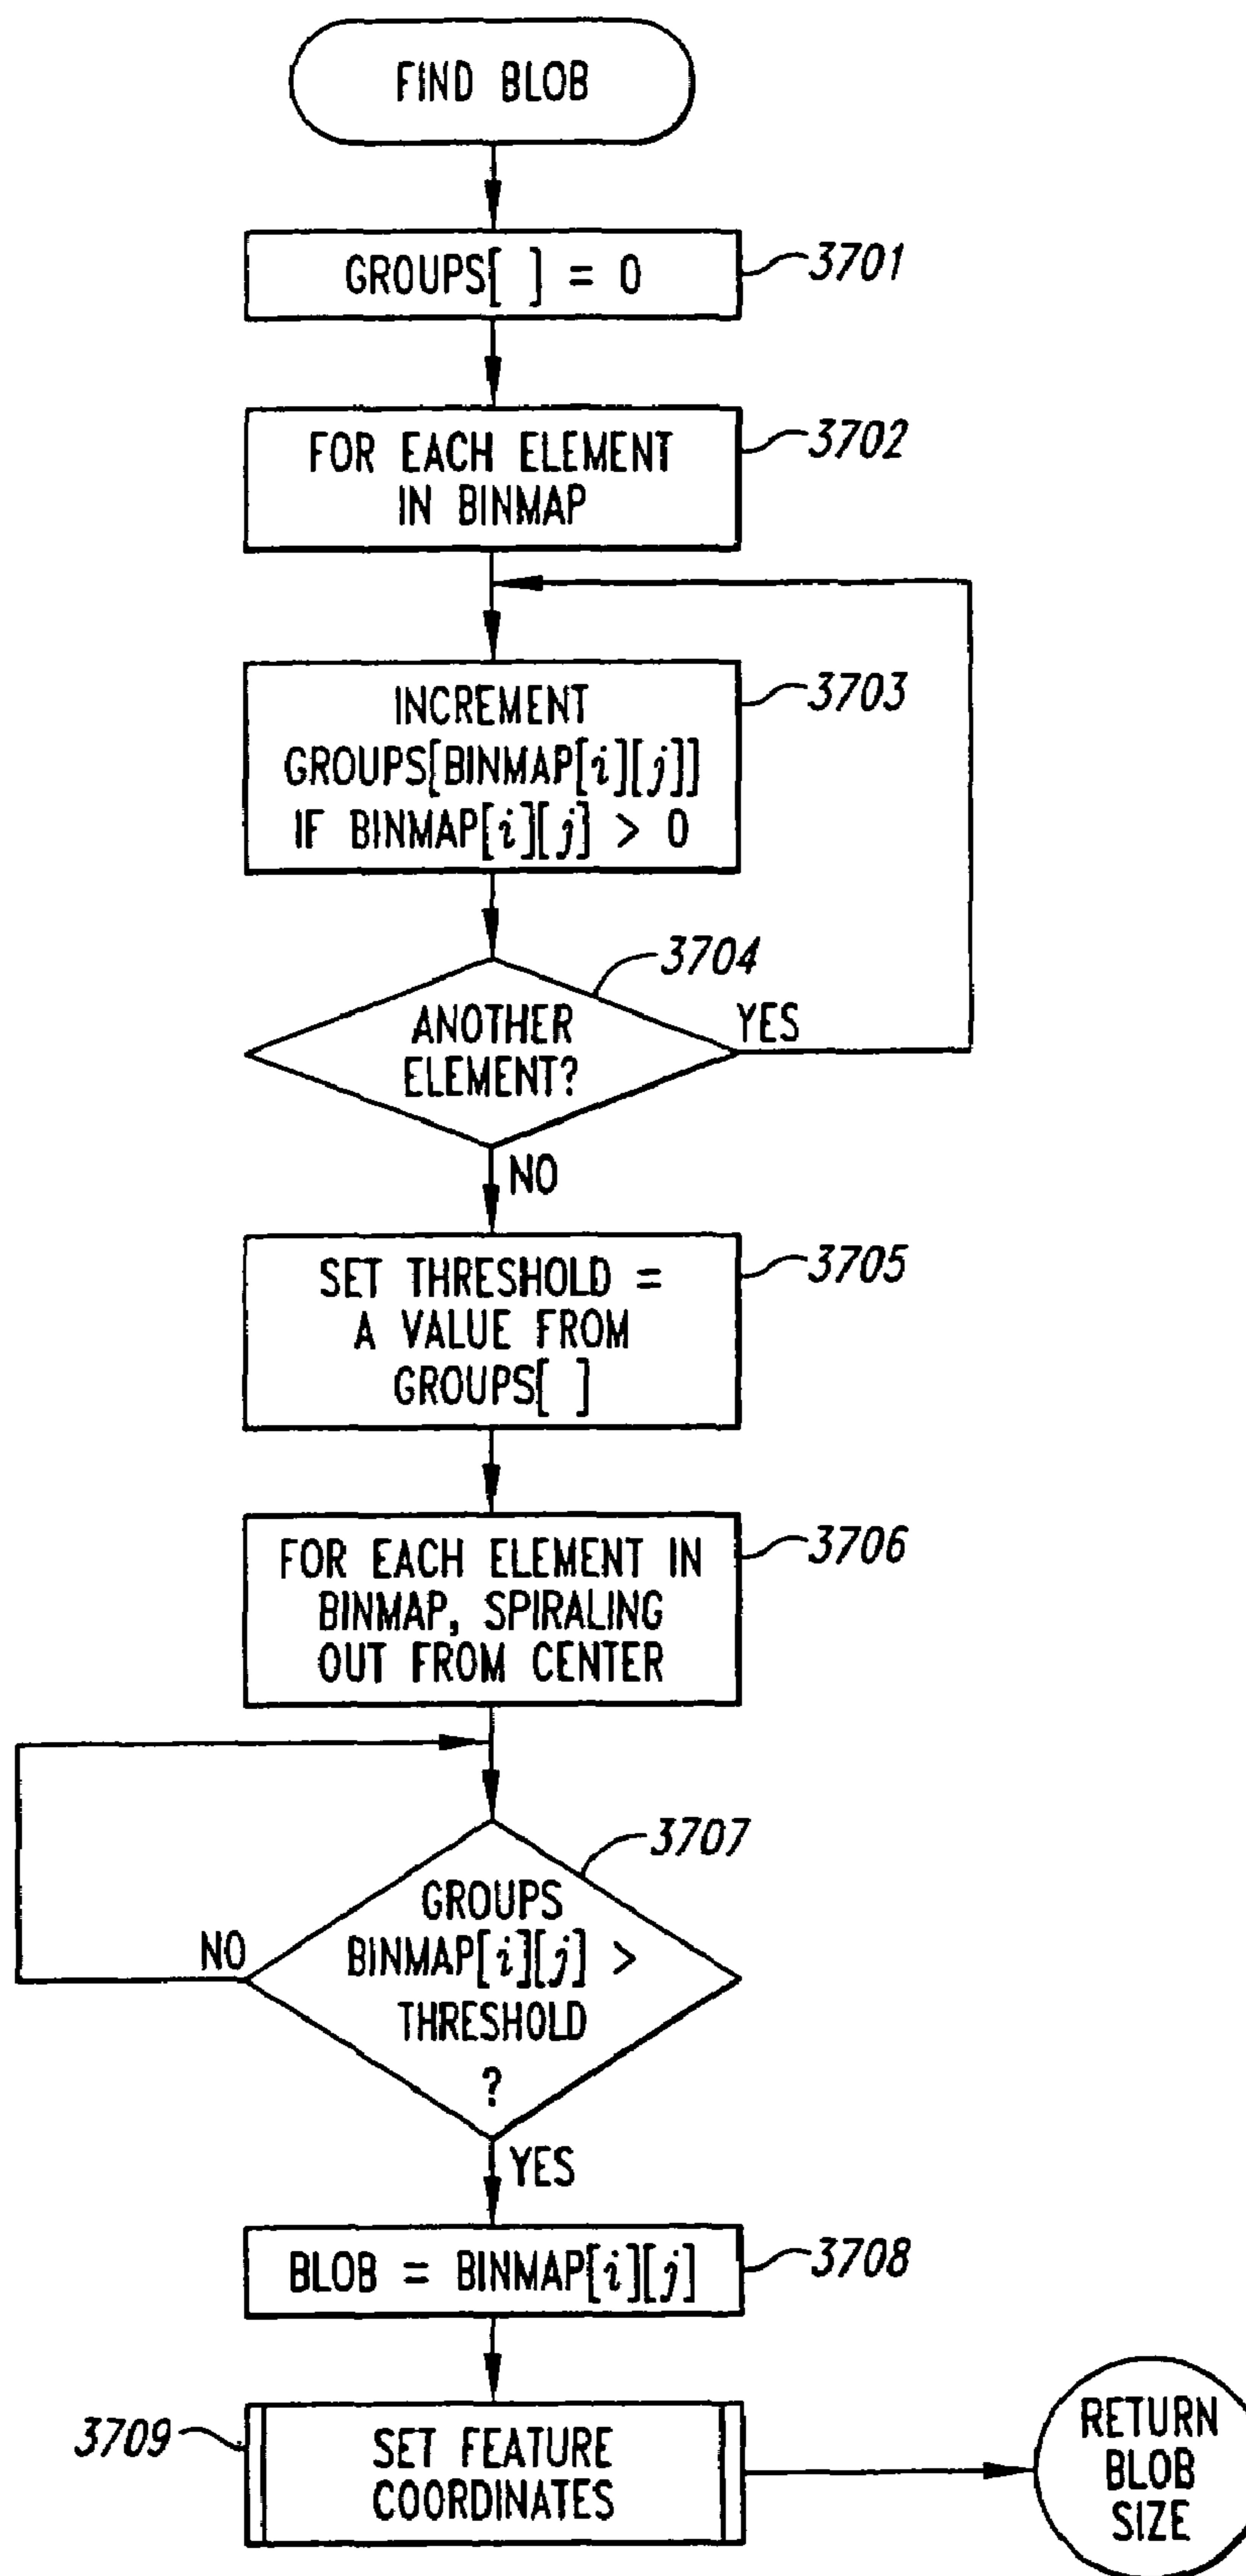 FIND BLOB
GROUPS[ ] = 0
3701
FOR EACH ELEMENT
IN BINMAP
3702
INCREMENT
GROUPS[BINMAP[i][j]]
IF BINMAP[i][j] > 0
3703
3704
ANOTHER
ELEMENT?
YES
NO
SET THRESHOLD =
A VALUE FROM
GROUPS[ ]
3705
FOR EACH ELEMENT IN
BINMAP, SPIRALING
OUT FROM CENTER
3706
3707
GROUPS
BINMAP[i][j] >
THRESHOLD
?
NO
YES
BLOB = BINMAP[i][j]
3708
3709
SET FEATURE
COORDINATES
RETURN
BLOB
SIZE